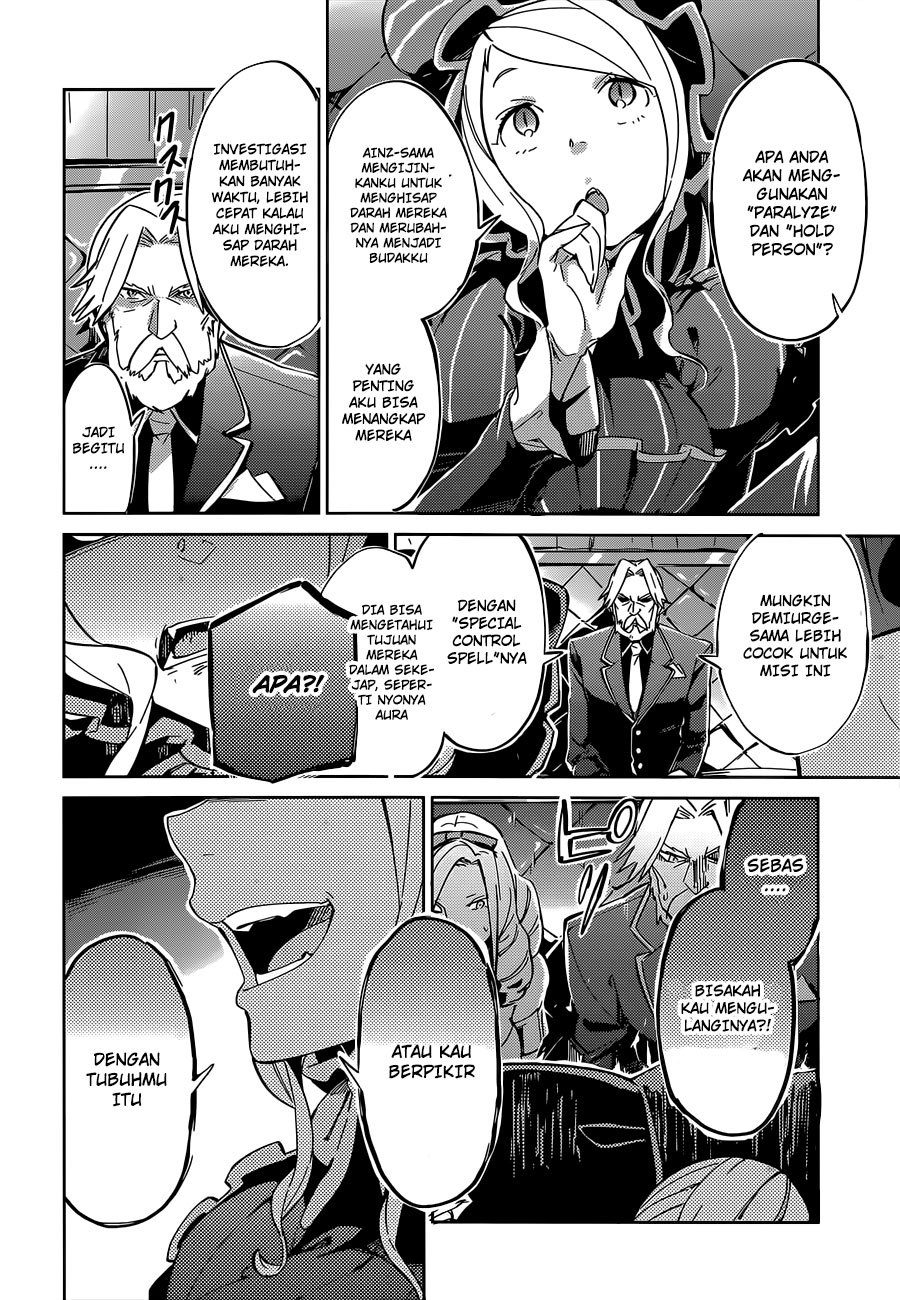 APA ANDA
AKAN MENG-
GUNAKAN
"PARALYZE"
DAN "HOLD
PERSON"?
AINZ-SAMA
MENGIJIN-
KANKU UNTUK
MENGHISAP
DARAH MEREKA
DAN MERUBAH-
NYA MENJADI
BUDAKKU
YANG
PENTING
AKU BISA
MENANGKAP
MEREKA
INVESTIGASI
MEMBUTUH-
KAN BANYAK
WAKTU, LEBIH
CEPAT KALAU
AKU MENGHI-
SAP DARAH
MEREKA.
クスクス
JADI
BEGITU
....
MUNGKIN
DEMIURGE-
SAMA LEBIH
COCOK UNTUK
MISI INI
DENGAN
"SPECIAL
CONTROL
SPELL"NYA
DIA BISA
MENGETAHUI
TUJUAN
MEREKA
DALAM SEKE-
JAP, SEPER-
TI NYONYA
AURA
APA?!
SEBAS
....
BISAKAH
KAU MENGU-
LANGINYA?!
ATAU KAU
BERPIKIR
DENGAN
TUBUHMU
ITU